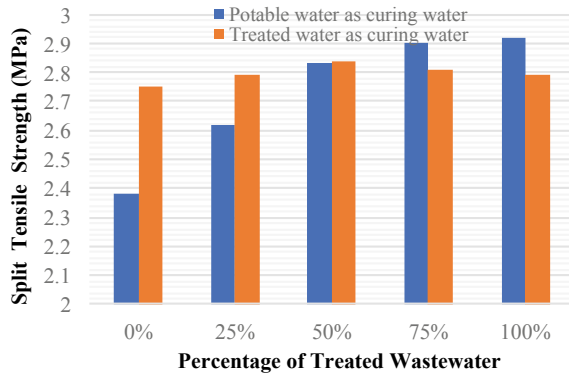 Potable water as curing water
Treated water as curing water
Split Tensile Strength (MPa)
3
2.9
2.8
2.7
2.6
2.5
2.4
2.3
2.2
2.1
2
0% 25% 50% 75% 100%
Percentage of Treated Wastewater